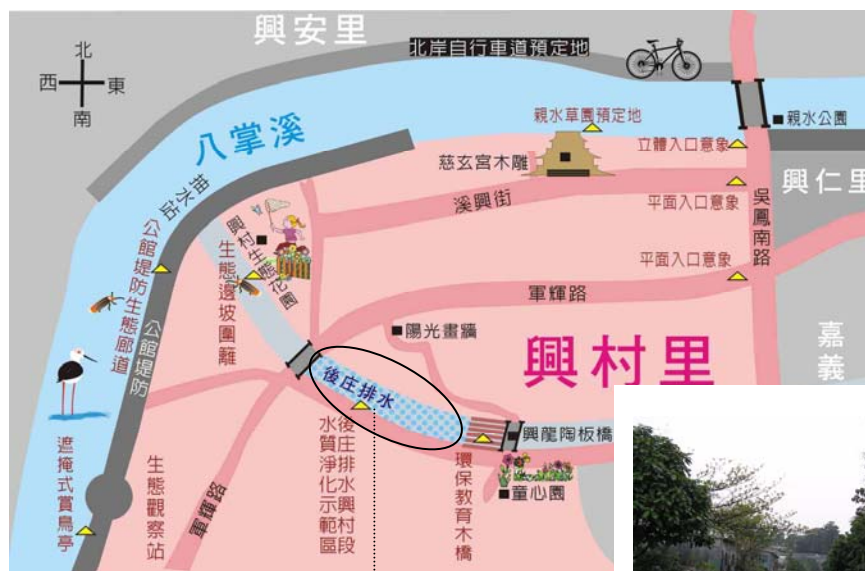 興安里
北岸自行車道預定地
北
西
東
南
八掌溪
親水草園預定地
親水公園
立體入口意象
慈玄宮木雕
興仁里
抽水站
溪興街
平面入口意象
吳鳳南路
公館堤防生態廊道
興村生態花園
生態邊坡圍籬
平面入口意象
軍輝路
公館堤防
陽光畫牆
興村里
嘉義
後庄排水
興龍陶板橋
遮掩式賞鳥亭
生態觀察站
軍輝路
後庄排水興村段
水質淨化示範區
環保教育木橋
童心園